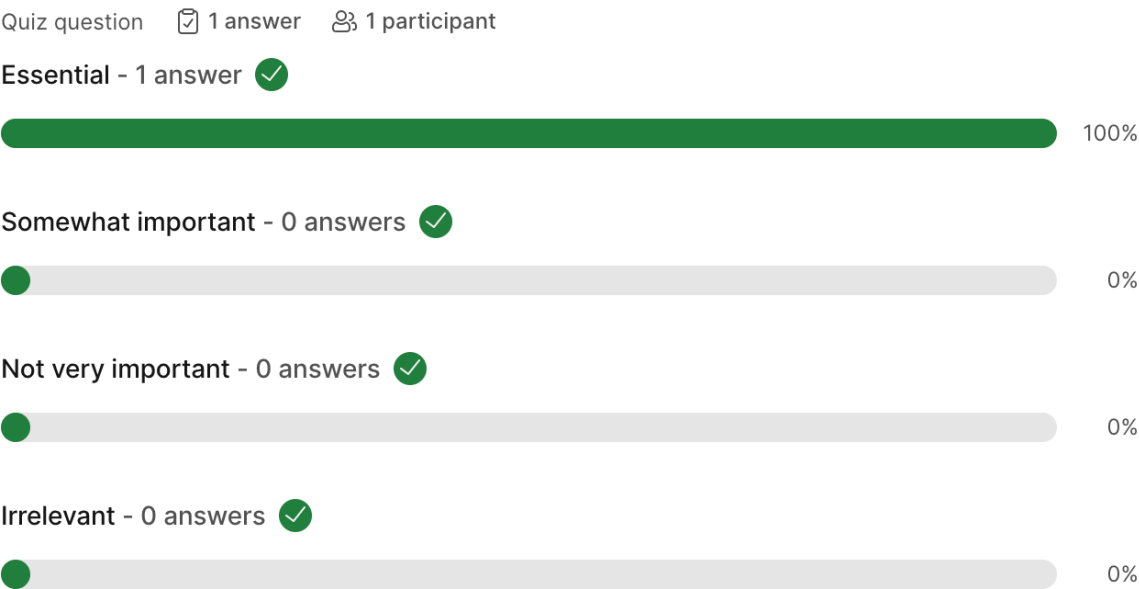 Quiz question 1 answer 1 participant
Essential - 1 answer
100%
Somewhat important - 0 answers
0%
Not very important - 0 answers
0%
Irrelevant - 0 answers
0%